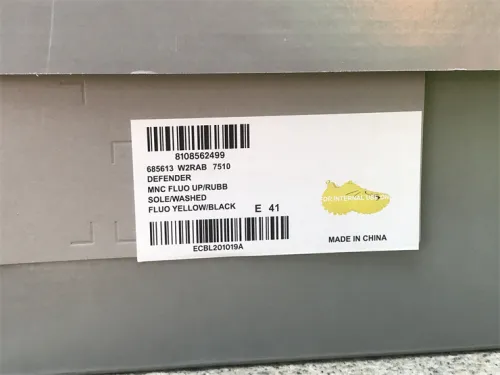 8108562499
685613 W2RAB 7510
DEFENDER
MNC FLUO UP/RUBB
SOLE/WASHED
FLUO YELLOW/BLACK E 41
ECBL201019A
MADE IN CHINA